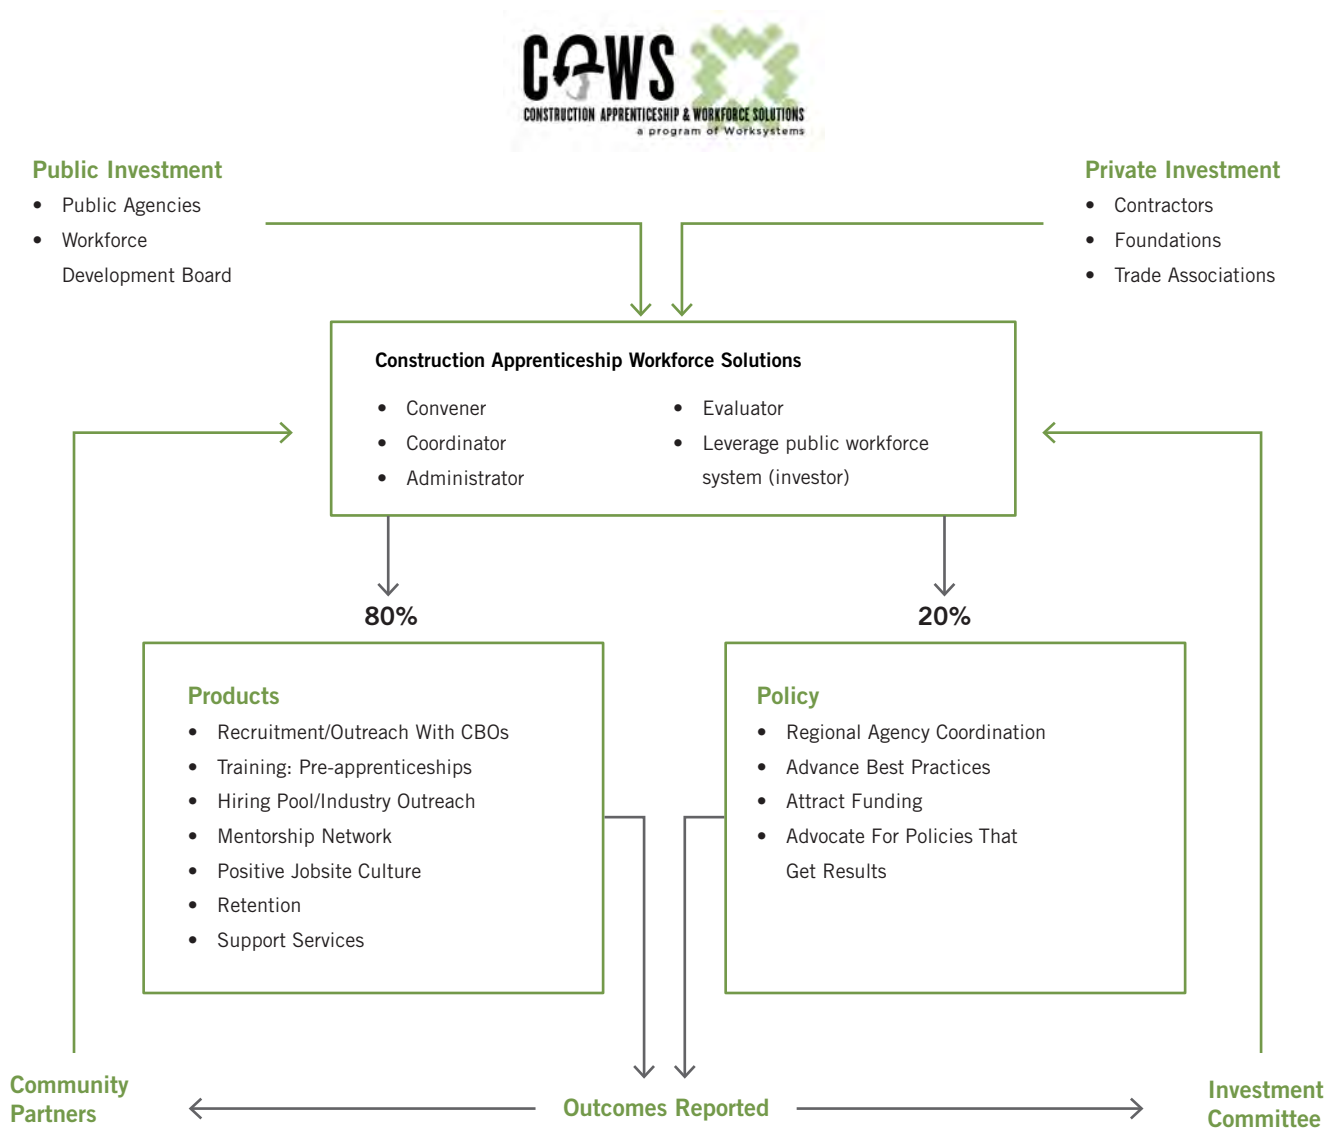 CAWS
CONSTRUCTION APPRENTICESHIP & WORKFORCE SOLUTIONS
a program of Worksystems
Public Investment
• Public Agencies
• Workforce
Development Board
Private Investment
• Contractors
• Foundations
• Trade Associations
Construction Apprenticeship Workforce Solutions
• Convener
• Coordinator
• Administrator
• Evaluator
• Leverage public workforce
system (investor)
80%
20%
Products
• Recruitment/Outreach With CBOs
• Training: Pre-apprenticeships
• Hiring Pool/Industry Outreach
• Mentorship Network
• Positive Jobsite Culture
• Retention
• Support Services
Policy
• Regional Agency Coordination
• Advance Best Practices
• Attract Funding
• Advocate For Policies That
Get Results
Community
Partners
Outcomes Reported
Investment
Committee